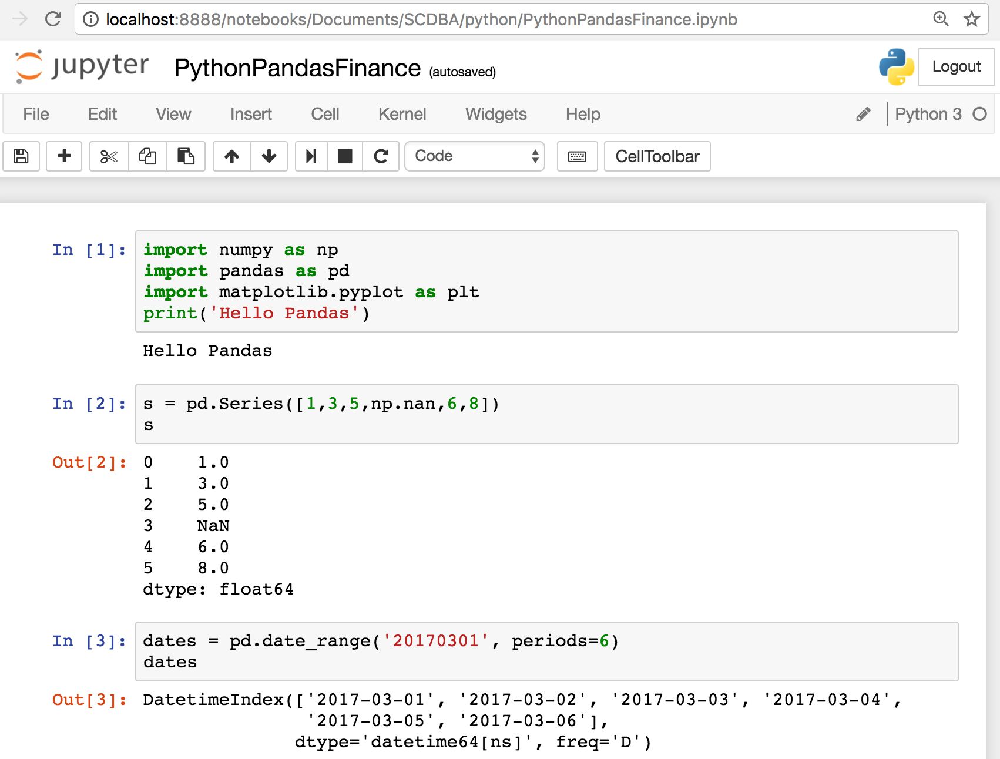 localhost:8888/notebooks/Documents/SCDBA/python/PythonPandasFinance.ipynb
jupyter PythonPandasFinance (autosaved) Logout
File Edit View Insert Cell Kernel Widgets Help Python 3
Code CellToolbar
In [1]: import numpy as np
import pandas as pd
import matplotlib.pyplot as plt
print('Hello Pandas')
Hello Pandas
In [2]: s = pd.Series([1,3,5,np.nan,6,8])
s
Out[2]: 0 1.0
1 3.0
2 5.0
3 NaN
4 6.0
5 8.0
dtype: float64
In [3]: dates = pd.date_range('20170301', periods=6)
dates
Out[3]: DatetimeIndex(['2017-03-01', '2017-03-02', '2017-03-03', '2017-03-04',
'2017-03-05', '2017-03-06'],
dtype='datetime64[ns]', freq='D')